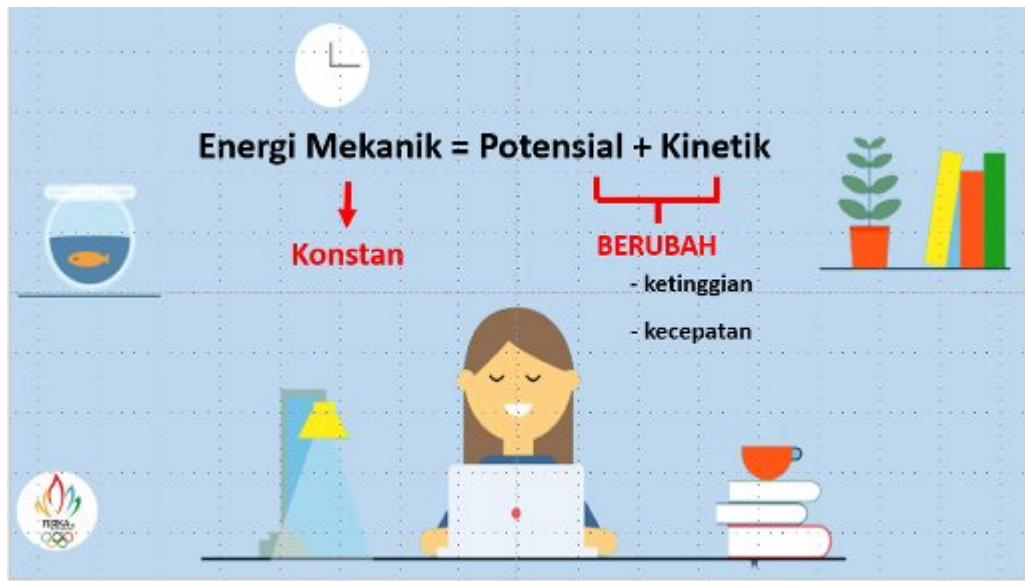 Energi Mekanik = Potensial + Kinetik
Konstan
BERUBAH
- ketinggian
- kecepatan